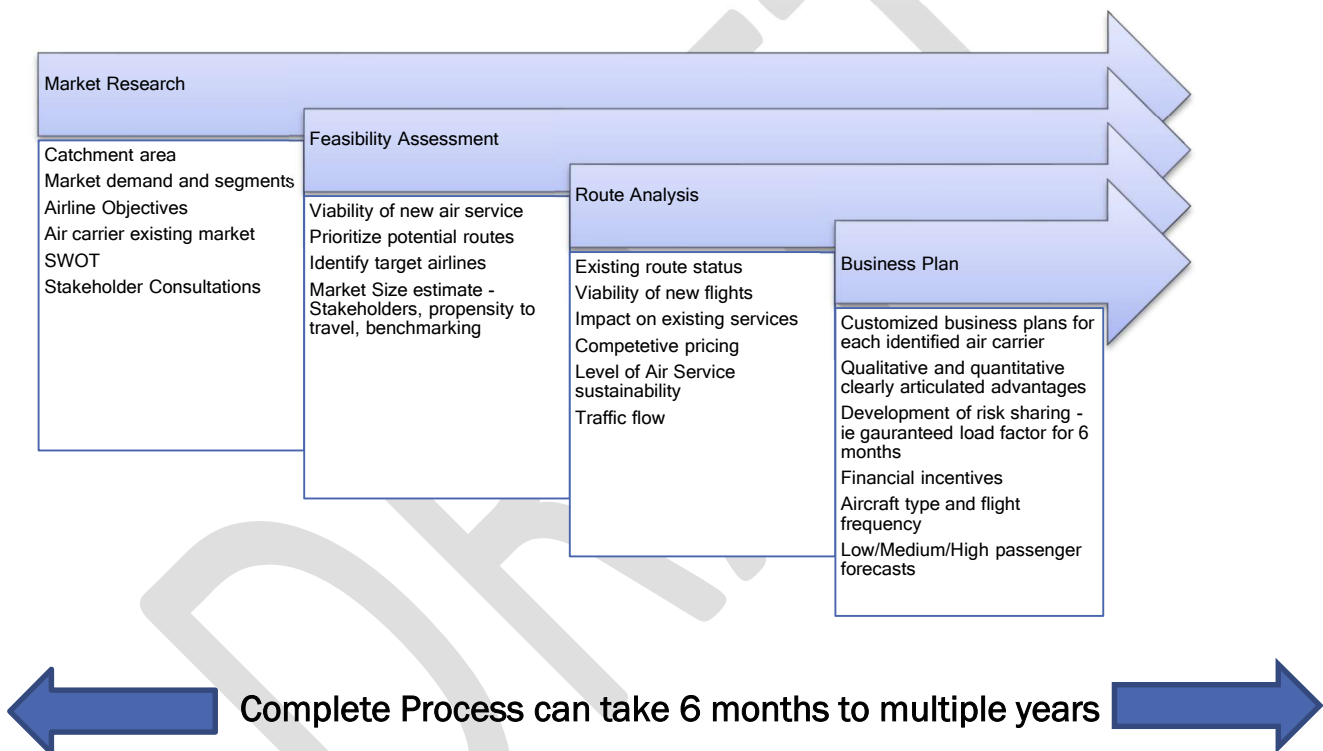 Market Research
Catchment area
Market demand and segments
Airline Objectives
Air carrier existing market
SWOT
Stakeholder Consultations
Feasibility Assessment
Viability of new air service
Prioritize potential routes
Identify target airlines
Market Size estimate -
Stakeholders, propensity to
travel, benchmarking
Route Analysis
Existing route status
Viability of new flights
Impact on existing services
Competetive pricing
Level of Air Service
sustainability
Traffic flow
Business Plan
Customized business plans for
each identified air carrier
Qualitative and quantitative
clearly articulated advantages
Development of risk sharing -
ie gauranteed load factor for 6
months
Financial incentives
Aircraft type and flight
frequency
Low/Medium/High passenger
forecasts
Complete Process can take 6 months to multiple years